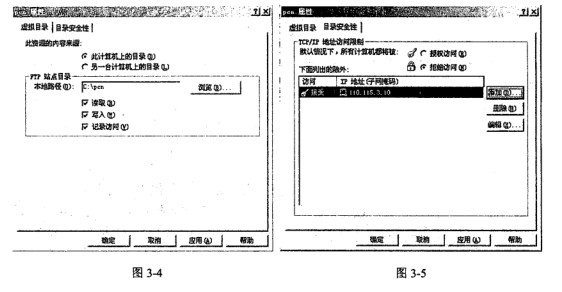 虚拟目录 目录安全性
此资源的内容来源:
此计算机上的目录(D)
另一台计算机上的目录(S)
FTP 站点目录
本地路径(O): E:\pcn 浏览(B)...
读取(R)
写入(W)
记录访问(V)
确定 取消 应用(A) 帮助
图 3-4
pcn 属性
虚拟目录 目录安全性
TCP/IP 地址访问限制
默认情况下,所有计算机都将被: 授权访问(G)
拒绝访问(N)
下面列出的除外:
访问 IP 地址(子网掩码)
110.115.3.10
添加(D)...
删除(M)
编辑(I)...
确定 取消 应用(A) 帮助
图 3-5